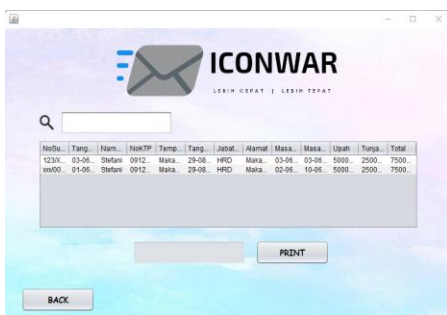 ICONWAR
LEBIH CEPAT | LEBIH TEPAT
NoSu... Tang... Nam... NoKTP Temp... Tang... Jabat... Alamat Masa... Masa... Upah Tunja... Total
123/X... 03-06... Stefani 0912... Maka... 29-08... HRD Maka... 03-06... 03-06... 5000... 2500... 7500...
xxx/00... 01-06... Stefani 0912... Maka... 29-08... HRD Maka... 02-06... 10-06... 5000... 2500... 7500...
PRINT
BACK